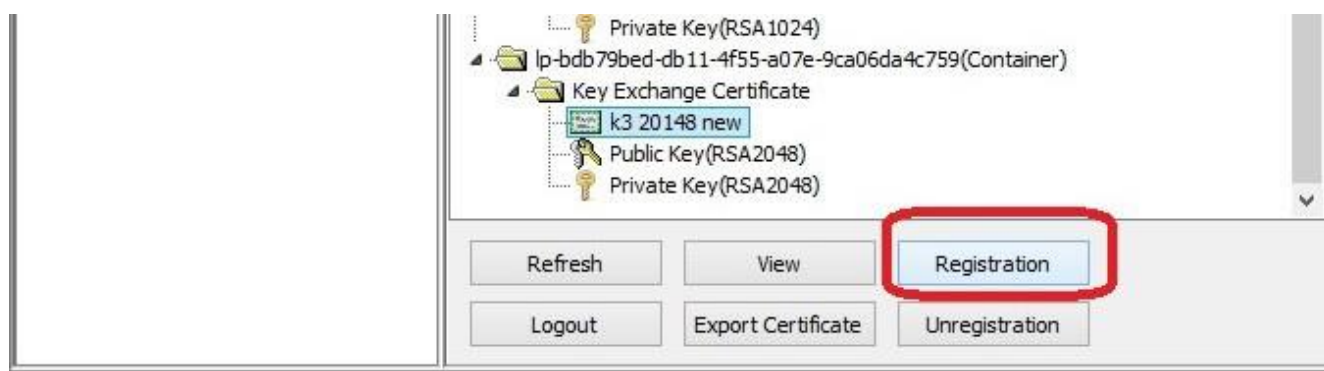 Private Key(RSA1024)
lp-bdb79bed-db11-4f55-a07e-9ca06da4c759(Container)
Key Exchange Certificate
k3 20148 new
Public Key(RSA2048)
Private Key(RSA2048)
Refresh View Registration
Logout Export Certificate Unregistration